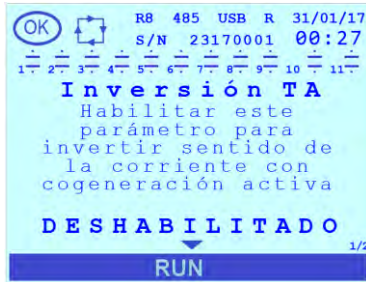 OK R8 485 USB R 31/01/17
S/N 23170001 00:27
1 2 3 4 5 6 7 8 9 10 11
Inversión TA
Habilitar este
parámetro para
invertir sentido de
la corriente con
cogeneración activa
DESHABILITADO
1/2
RUN